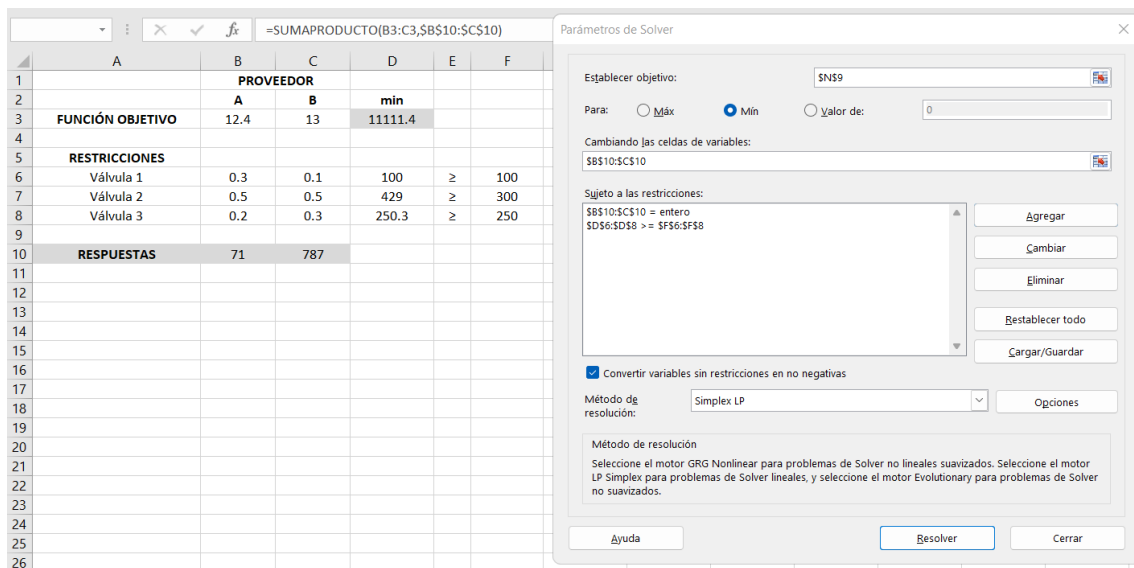 fx =SUMAPRODUCTO(B3:C3,$B$10:$C$10)
A B C D E F
1 PROVEEDOR
2 A B min
3 FUNCIÓN OBJETIVO 12.4 13 11111.4
4
5 RESTRICCIONES
6 Válvula 1 0.3 0.1 100 ≥ 100
7 Válvula 2 0.5 0.5 429 ≥ 300
8 Válvula 3 0.2 0.3 250.3 ≥ 250
9
10 RESPUESTAS 71 787
11
12
13
14
15
16
17
18
19
20
21
22
23
24
25
26
Parámetros de Solver
Establecer objetivo: $N$9
Para: Máx Mín Valor de: 0
Cambiando las celdas de variables:
$B$10:$C$10
Sujeto a las restricciones:
$B$10:$C$10 = entero
$D$6:$D$8 >= $F$6:$F$8
Agregar
Cambiar
Eliminar
Restablecer todo
Cargar/Guardar
Convertir variables sin restricciones en no negativas
Método de
resolución:
Simplex LP
Opciones
Método de resolución
Seleccione el motor GRG Nonlinear para problemas de Solver no lineales suavizados. Seleccione el motor
LP Simplex para problemas de Solver lineales, y seleccione el motor Evolutionary para problemas de Solver
no suavizados.
Ayuda Resolver Cerrar